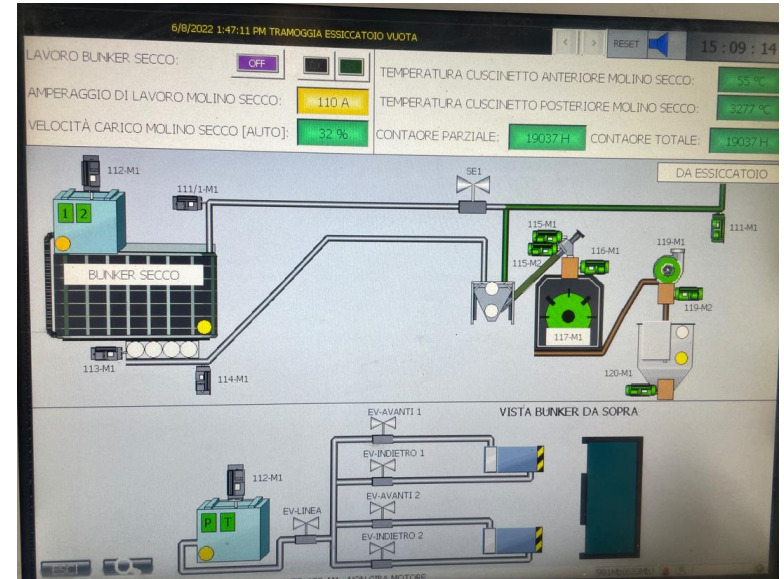 6/8/2022 1:47:11 PM TRAMOGGIA ESSICCATOIO VUOTA
RESET
15:09:14
LAVORO BUNKER SECCO:
OFF
AMPERAGGIO DI LAVORO MOLINO SECCO:
110 A
VELOCITÀ CARICO MOLINO SECCO [AUTO]:
32 %
TEMPERATURA CUSCINETTO ANTERIORE MOLINO SECCO:
55 °C
TEMPERATURA CUSCINETTO POSTERIORE MOLINO SECCO:
3277 °C
CONTAORE PARZIALE:
19037 H
CONTAORE TOTALE:
19037 H
DA ESSICCATOIO
112-M1
111/1-M1
SE1
111-M1
1 2
BUNKER SECCO
115-M1
115-M2
116-M1
119-M1
119-M2
117-M1
113-M1
114-M1
120-M1
VISTA BUNKER DA SOPRA
EV-AVANTI 1
EV-INDIETRO 1
112-M1
EV-LINEA
EV-AVANTI 2
P T
EV-INDIETRO 2
ESC
NON GIRA MOTORE